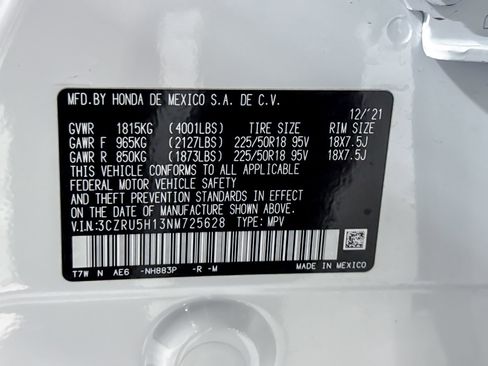 MFD.BY HONDA DE MEXICO S.A. DE C.V.
12/'21
GVWR 1815KG (4001LBS) TIRE SIZE RIM SIZE
GAWR F 965KG (2127LBS) 225/50R18 95V 18X7.5J
GAWR R 850KG (1873LBS) 225/50R18 95V 18X7.5J
THIS VEHICLE CONFORMS TO ALL APPLICABLE
FEDERAL MOTOR VEHICLE SAFETY
AND THEFT PREVENTION STANDARDS IN EFFECT ON
THE DATE OF MANUFACTURE SHOWN ABOVE.
V.I.N:3CZRU5H13NM725628 TYPE: MPV
T7W N AE6 -NH883P -R -M
MADE IN MEXICO